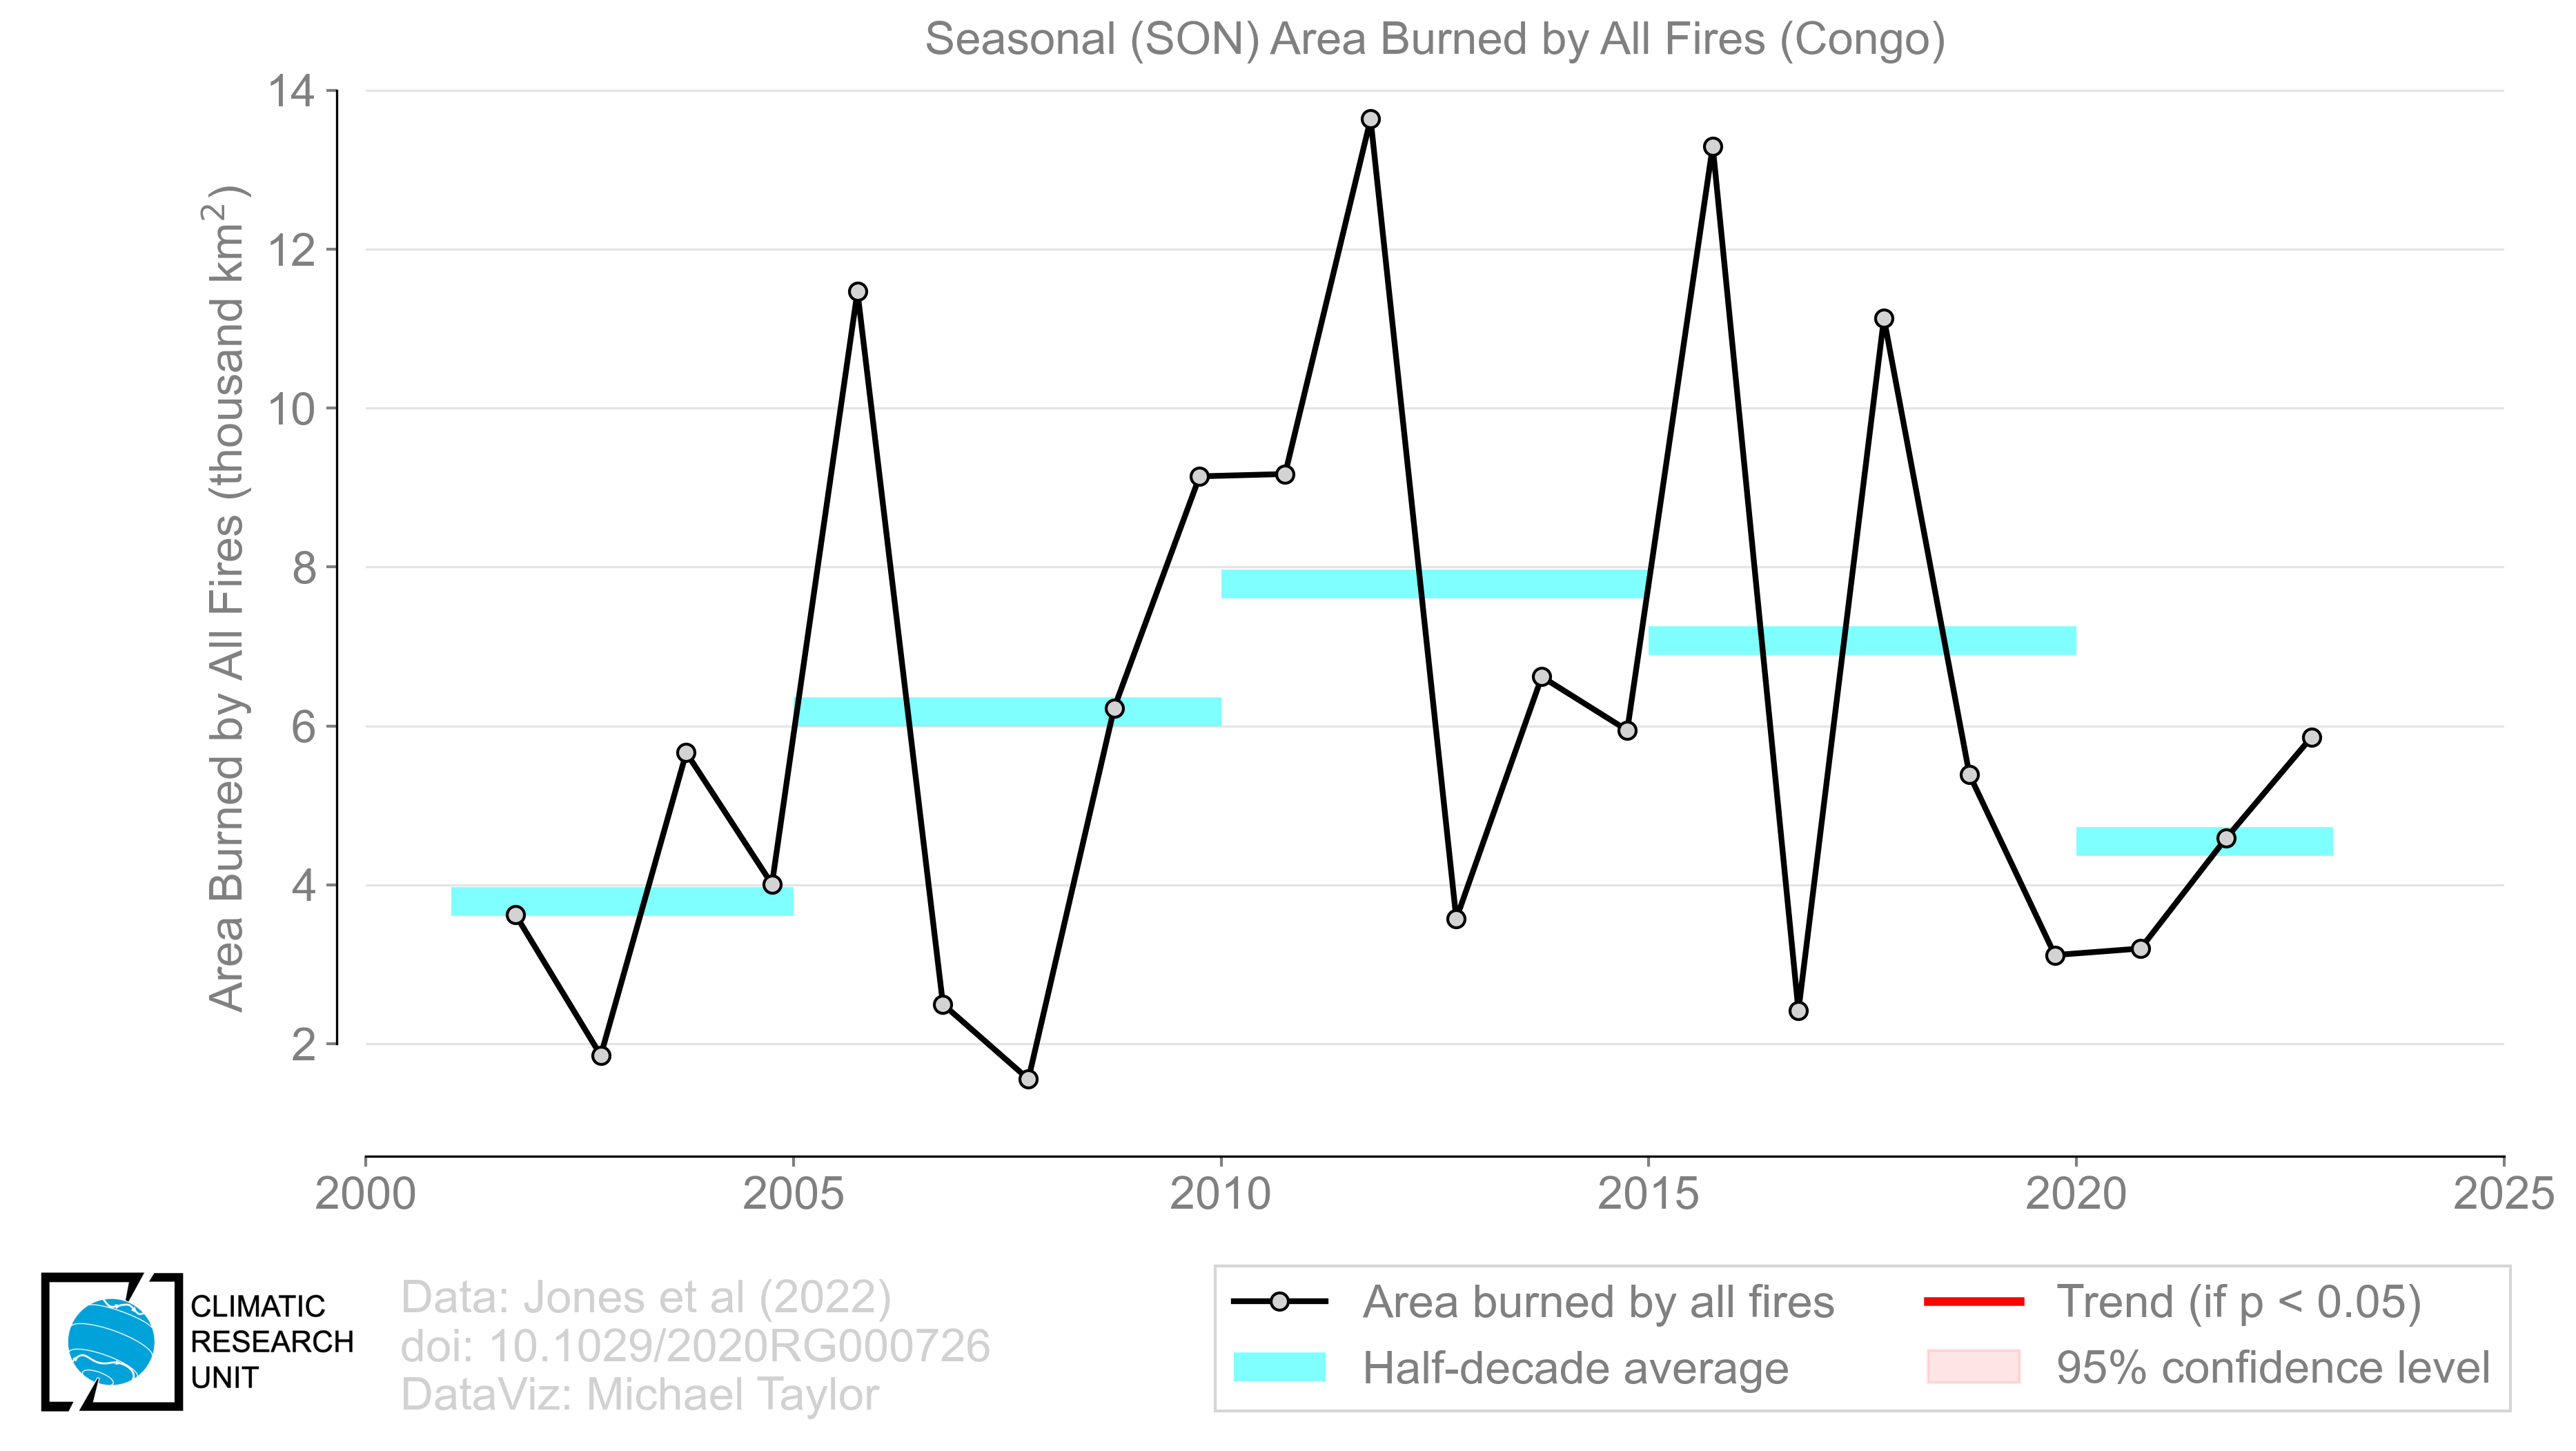 Seasonal (SON) Area Burned by All Fires (Congo)
Area Burned by All Fires (thousand km²)
14
12
10
8
6
4
2
2000 2005 2010 2015 2020 2025
CLIMATIC
RESEARCH
UNIT
Data: Jones et al (2022)
doi: 10.1029/2020RG000726
DataViz: Michael Taylor
Area burned by all fires
Half-decade average
Trend (if p < 0.05)
95% confidence level